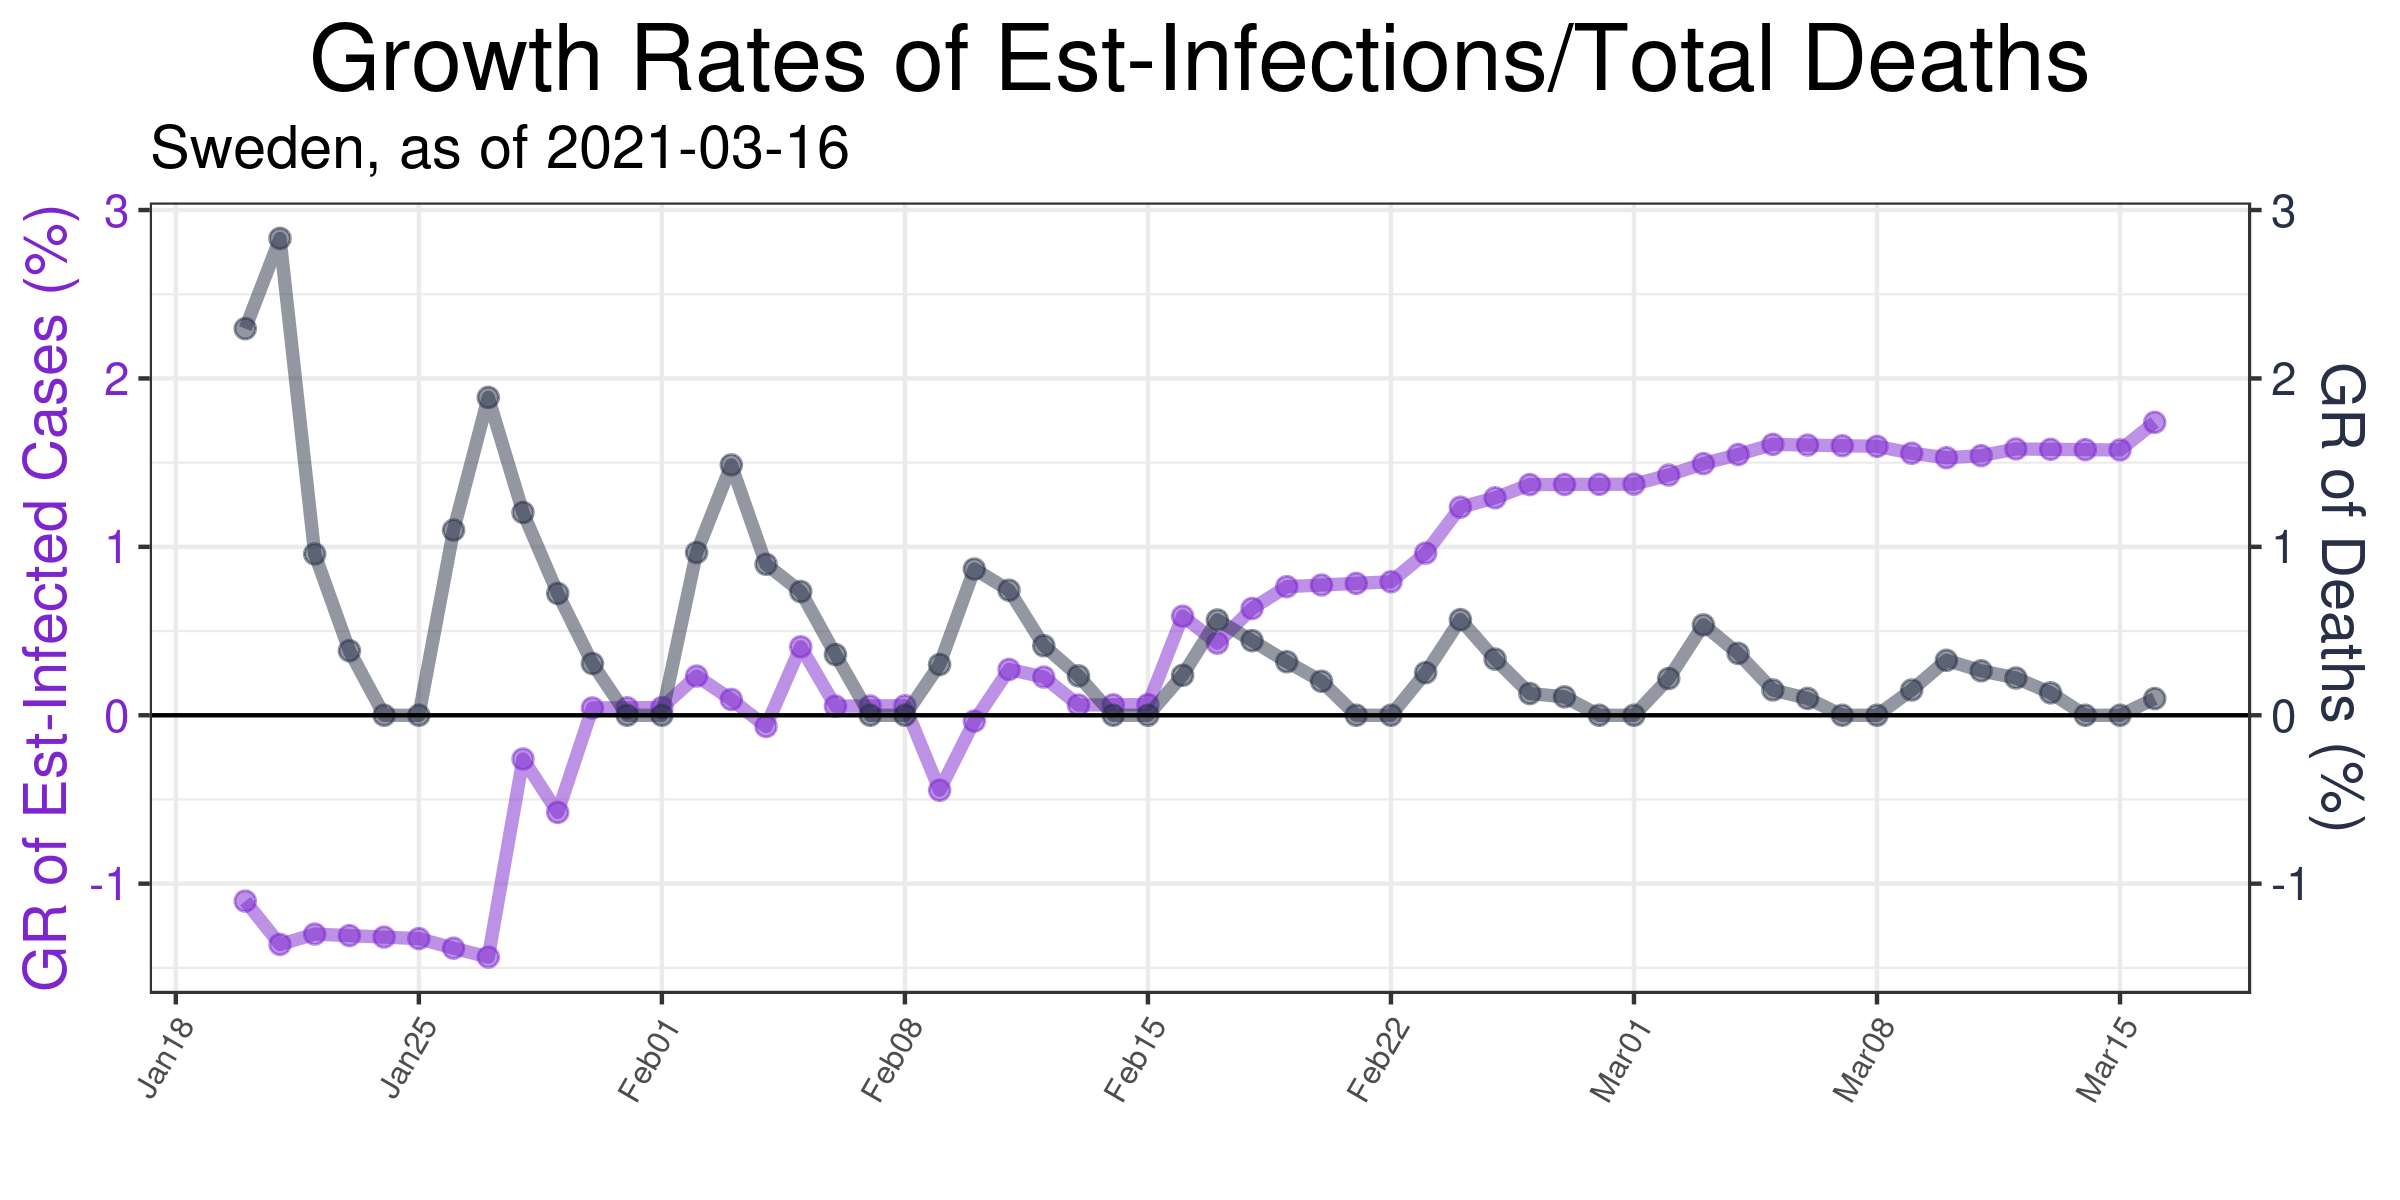 Growth Rates of Est-Infections/Total Deaths
Sweden, as of 2021-03-16
GR of Est-Infected Cases (%)
3
2
1
0
-1
3
2
1
0
-1
GR of Deaths (%)
Jan18
Jan25
Feb01
Feb08
Feb15
Feb22
Mar01
Mar08
Mar15